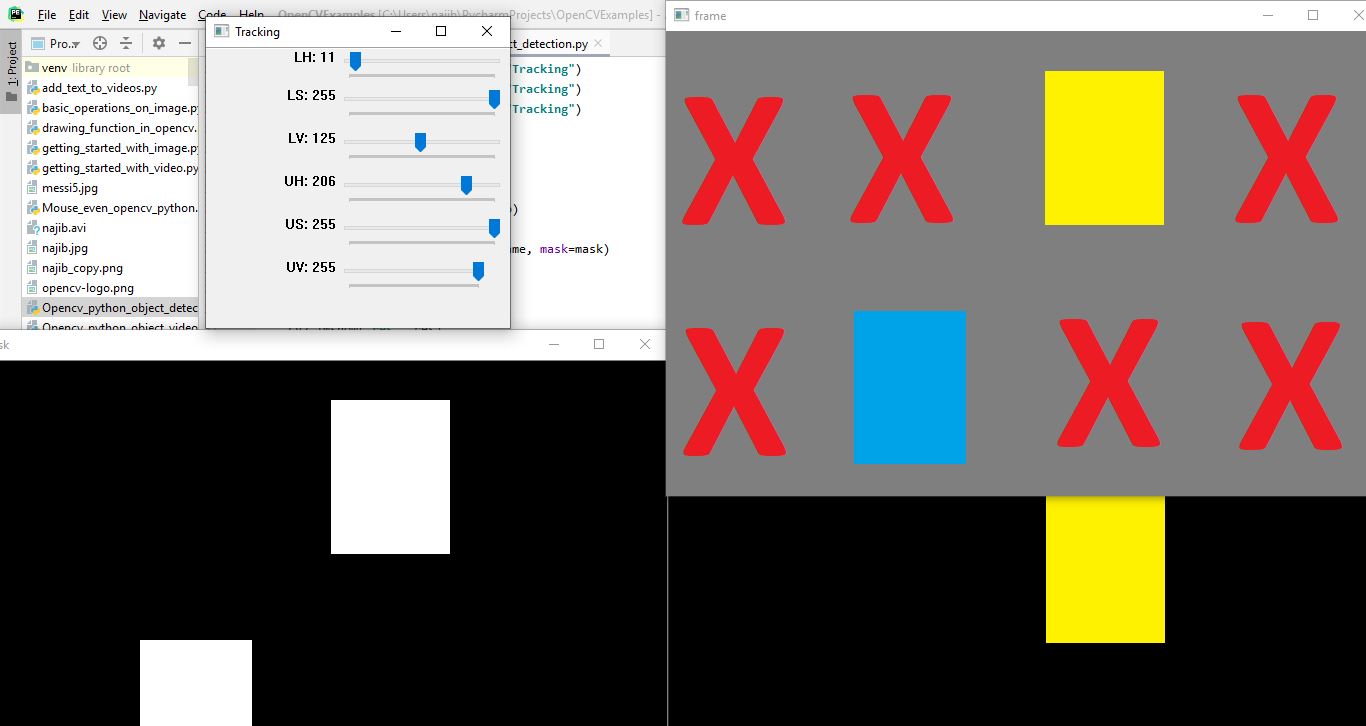 File Edit View Navigate Code Help OpenCVExamples [C:\Users\najib\PycharmProjects\OpenCVExamples] -
frame
Tracking
1: Project
Pro..
ct_detection.py
venv library root
add_text_to_videos.py
basic_operations_on_image.py
drawing_function_in_opencv.
getting_started_with_image.py
getting_started_with_video.py
messi5.jpg
Mouse_even_opencv_python.
najib.avi
najib.jpg
najib_copy.png
opencv-logo.png
Opencv_python_object_detec
Opencv_python_object_video
LH: 11
LS: 255
LV: 125
UH: 206
US: 255
UV: 255
Tracking")
Tracking")
Tracking")
)
me, mask=mask)
sk
X X X
X X X